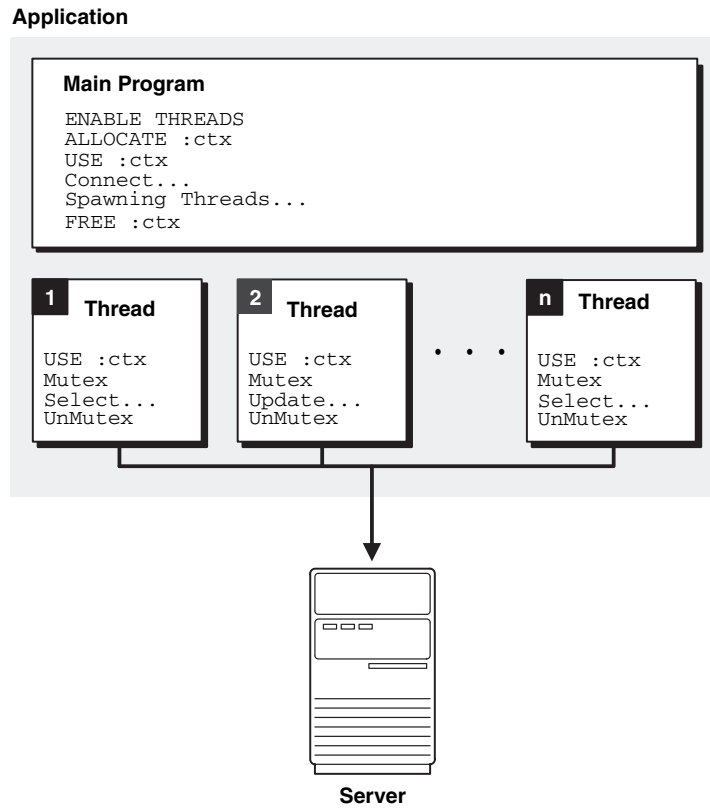 Application
Main Program
ENABLE THREADS
ALLOCATE :ctx
USE :ctx
Connect...
Spawning Threads...
FREE :ctx
1
Thread
USE :ctx
Mutex
Select...
UnMutex
2
Thread
USE :ctx
Mutex
Update...
UnMutex
. . .
n
Thread
USE :ctx
Mutex
Select...
UnMutex
Server